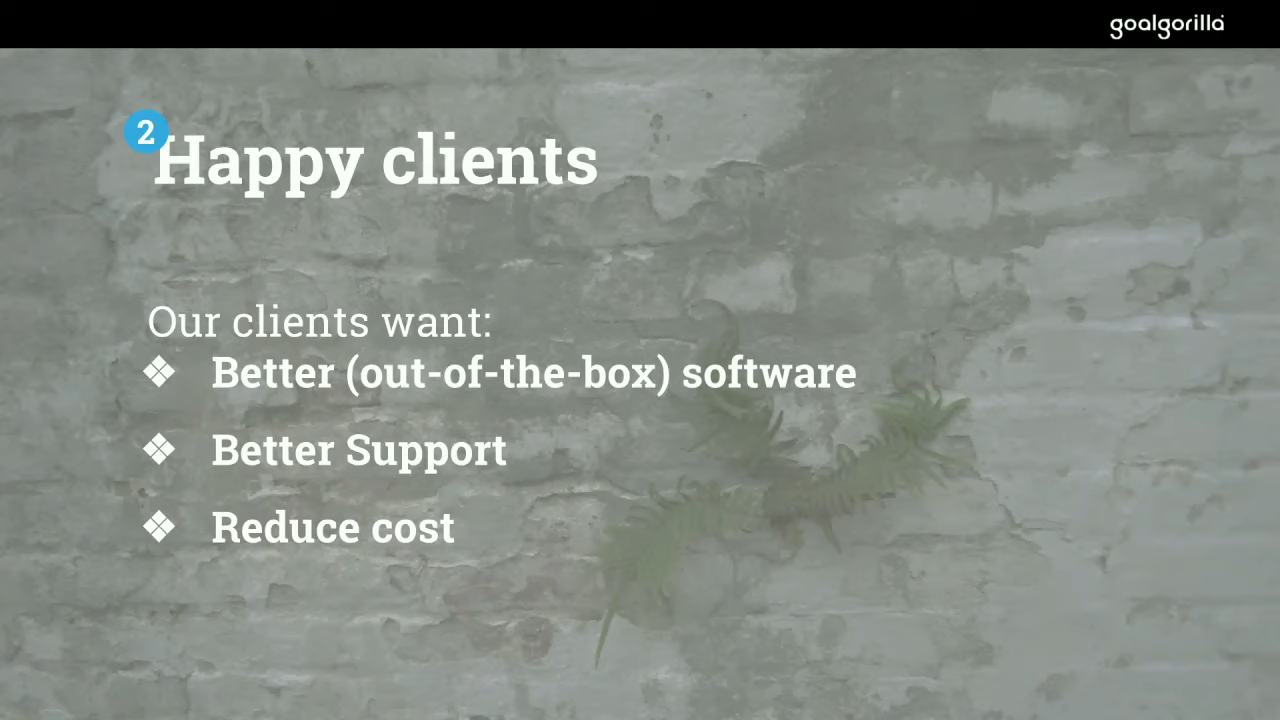 goalgorilla
2
Happy clients
Our clients want:
❖ Better (out-of-the-box) software
❖ Better Support
❖ Reduce cost